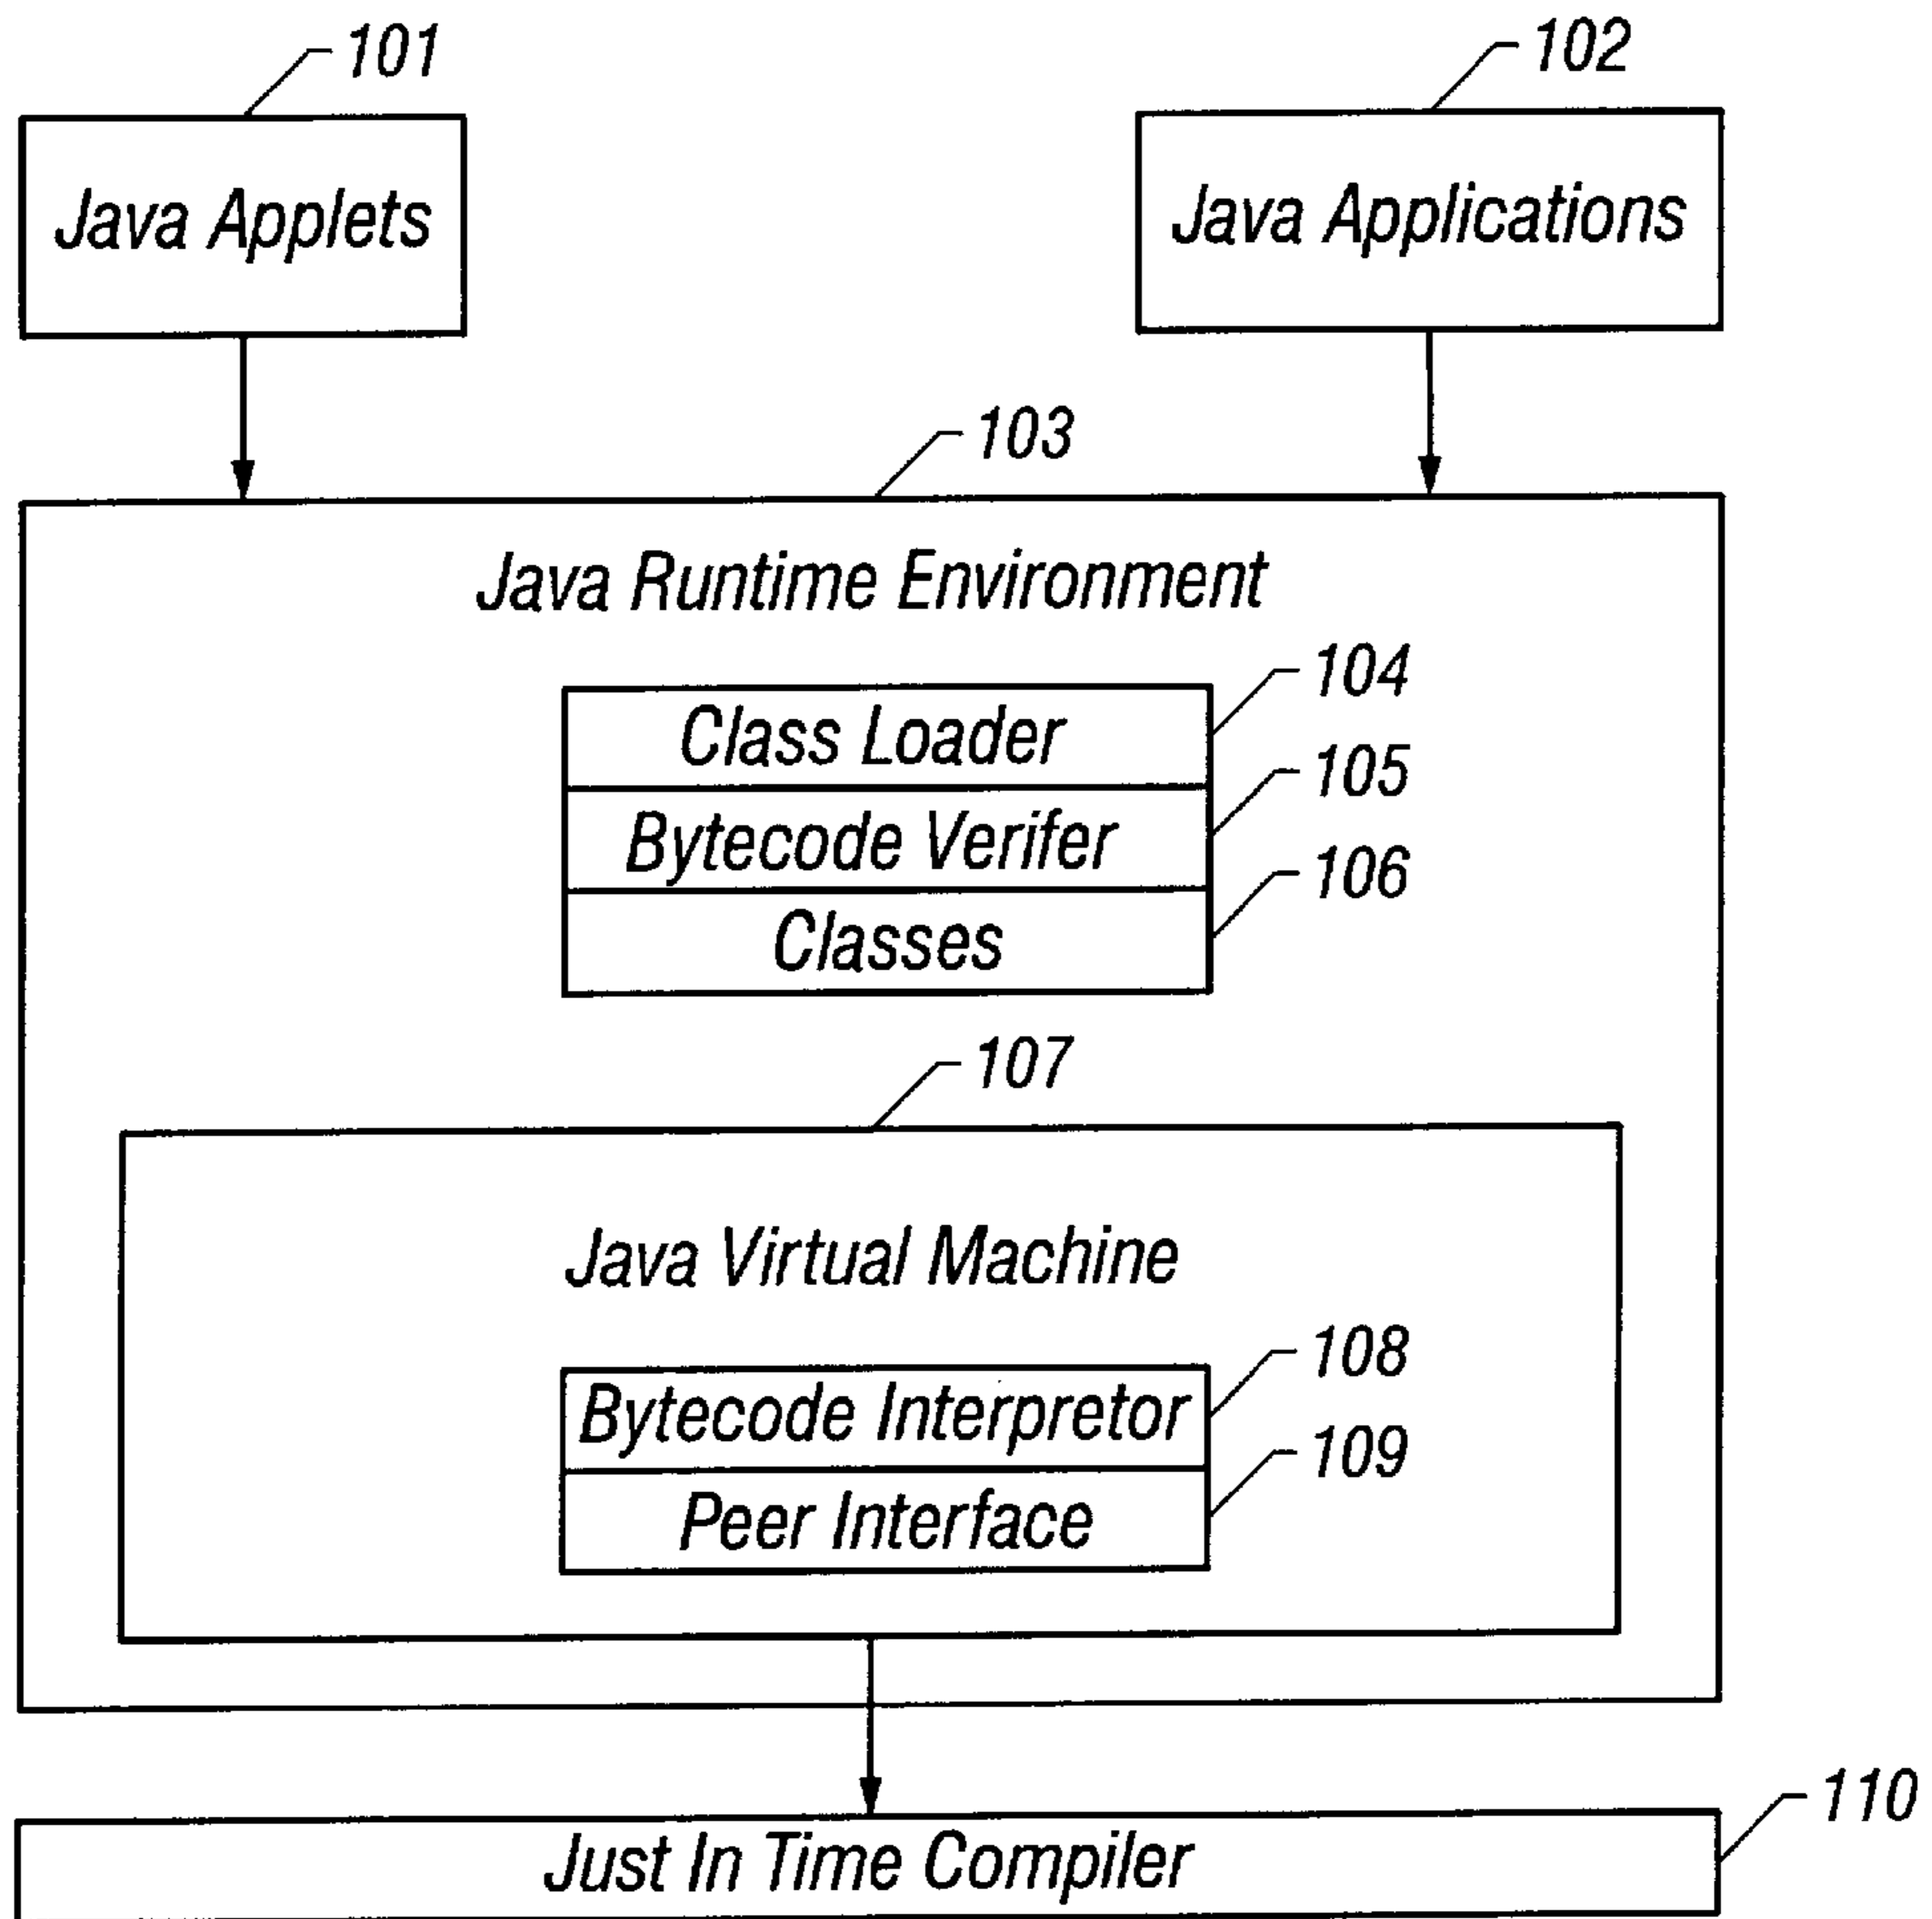 101
102
Java Applets
Java Applications
103
Java Runtime Environment
104
Class Loader
105
Bytecode Verifer
106
Classes
107
Java Virtual Machine
108
Bytecode Interpretor
109
Peer Interface
110
Just In Time Compiler